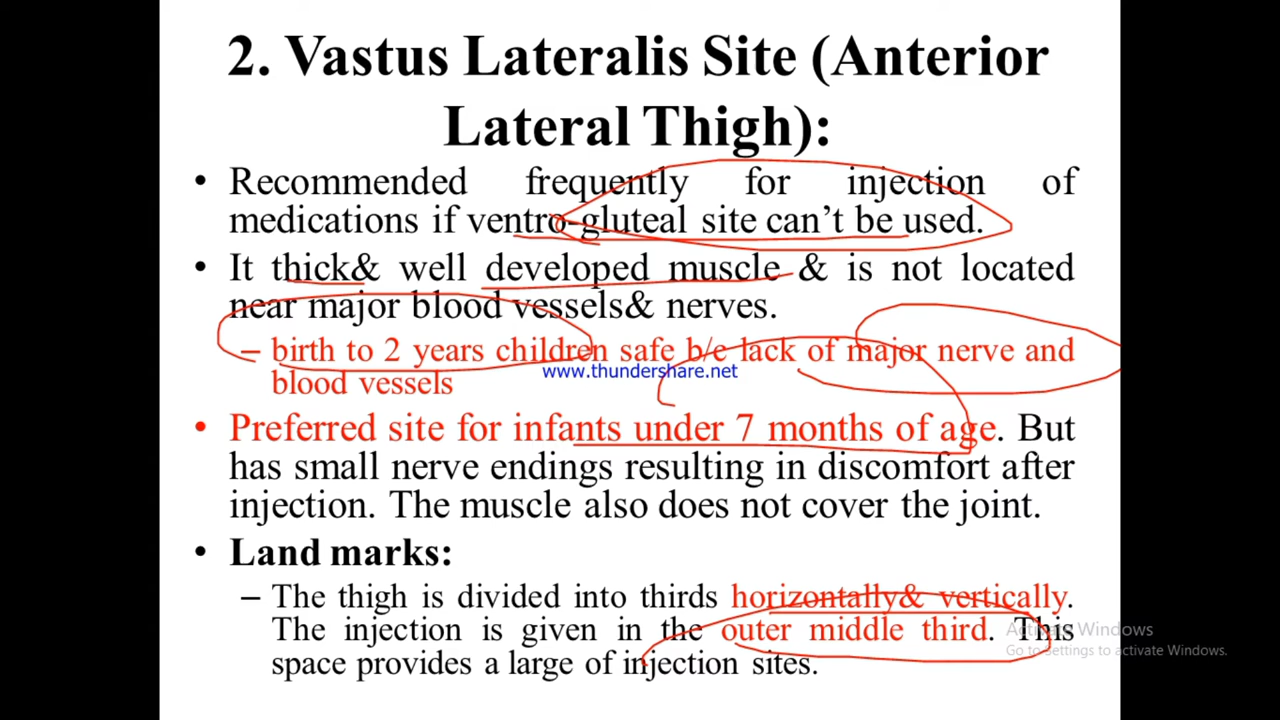 2. Vastus Lateralis Site (Anterior
Lateral Thigh):
• Recommended frequently for injection of
medications if ventro-gluteal site can't be used.
• It thick& well developed muscle & is not located
near major blood vessels& nerves.
– birth to 2 years children safe b/c lack of major nerve and
blood vessels
www.thundershare.net
• Preferred site for infants under 7 months of age. But
has small nerve endings resulting in discomfort after
injection. The muscle also does not cover the joint.
• Land marks:
– The thigh is divided into thirds horizontally& vertically.
The injection is given in the outer middle third. This
space provides a large of injection sites.
Activate Windows
Go to Settings to activate Windows.